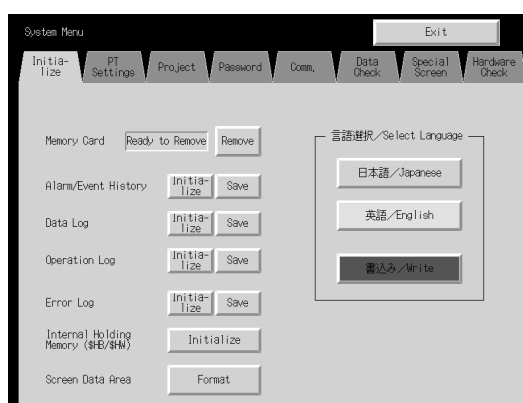 System Menu
Exit
Initia-
lize
PT
Settings
Project
Password
Comm.
Data
Check
Special
Screen
Hardware
Check
Memory Card
Ready to Remove
Remove
言語選択/Select Language
日本語/Japanese
英語/English
書込み/Write
Alarm/Event History
Initia-
lize
Save
Data Log
Initia-
lize
Save
Operation Log
Initia-
lize
Save
Error Log
Initia-
lize
Save
Internal Holding
Memory ($HB/$HW)
Initialize
Screen Data Area
Format